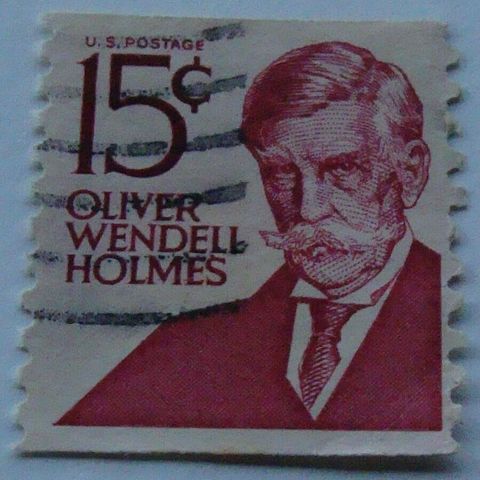 U.S. POSTAGE
15¢
OLIVER
WENDELL
HOLMES